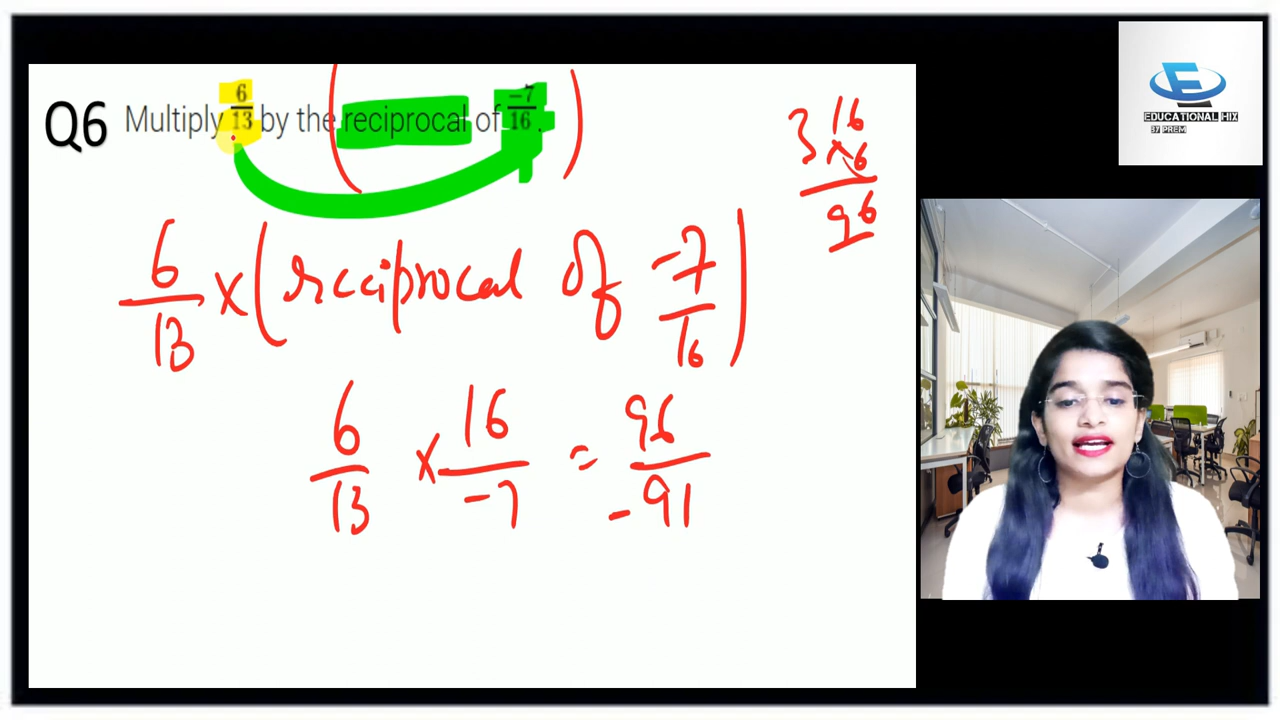 Q6 Multiply 6/13 by the reciprocal of -7/16.
3 16
× 6
96
6/13 × (reciprocal of -7/16)
6/13 × 16/-7 = 96/-91
EDUCATIONAL HIX
BY PREM